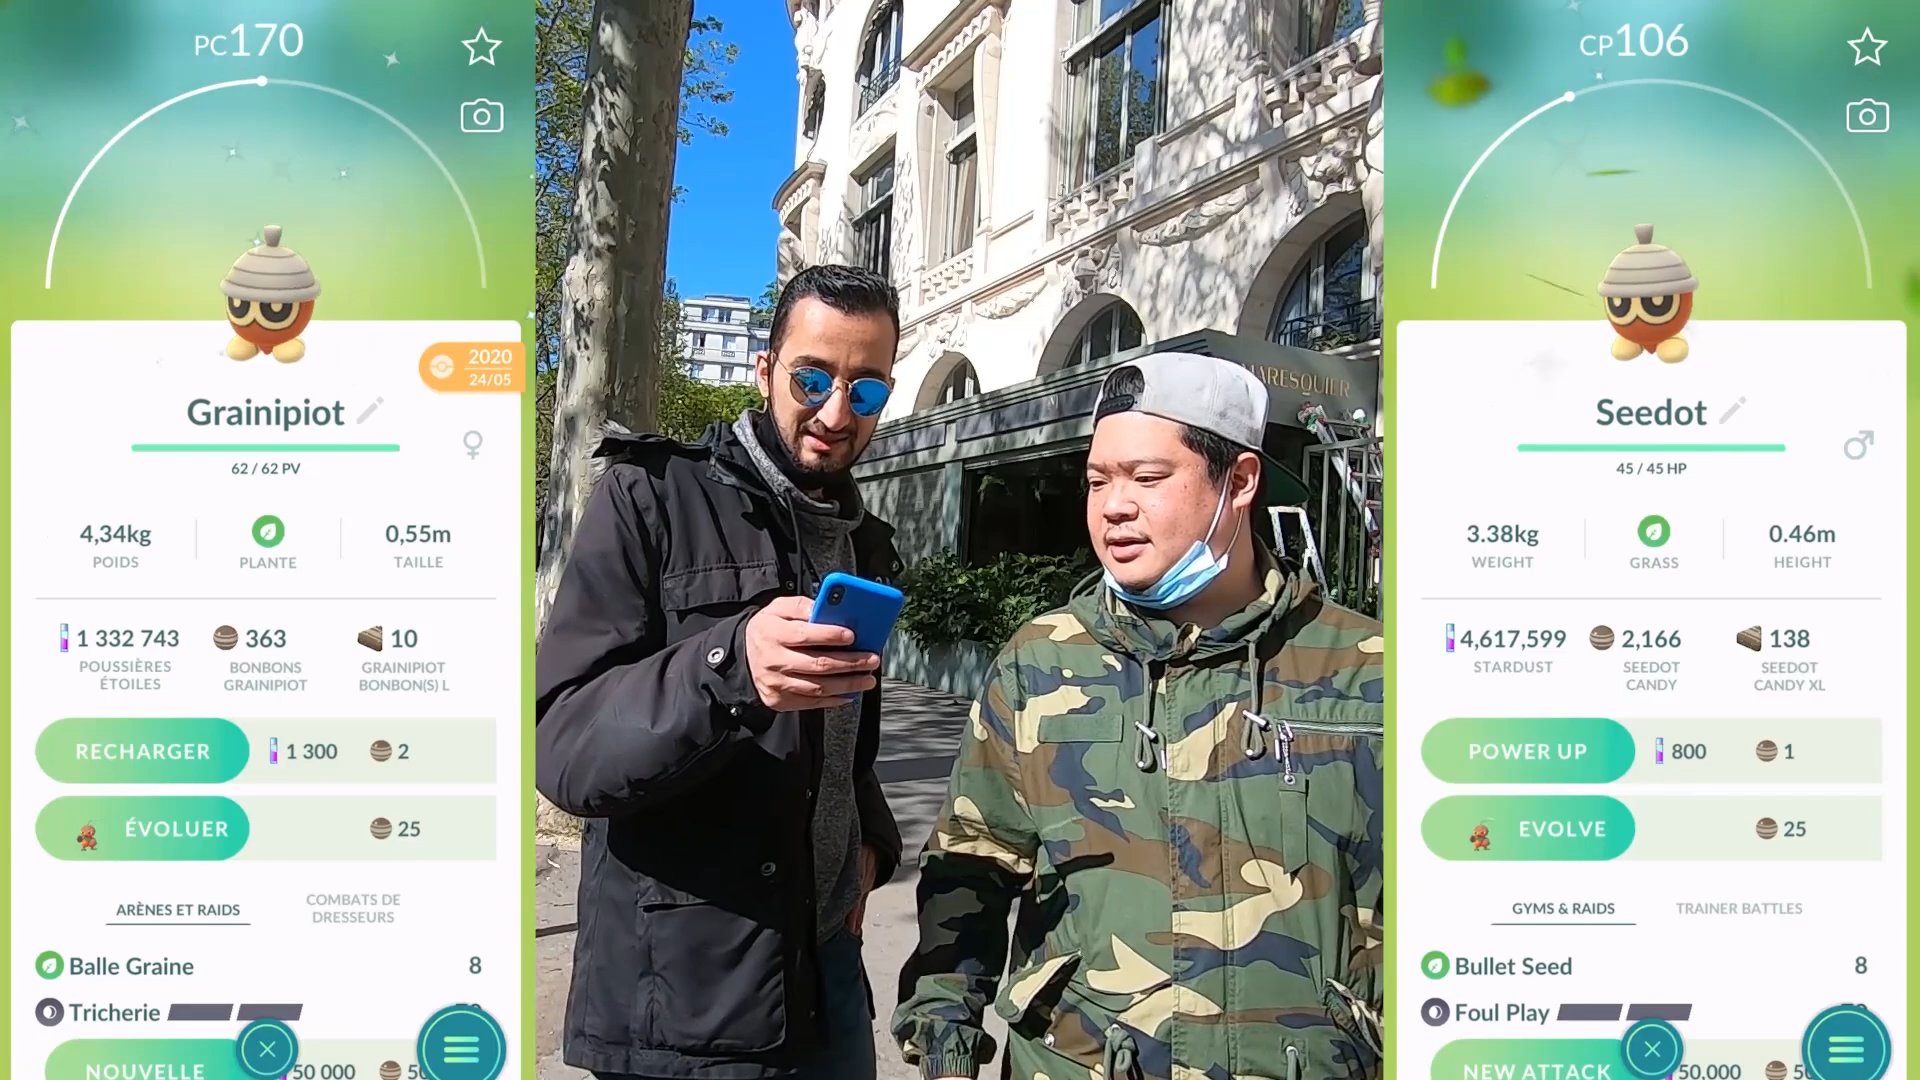 PC170
2020
24/05
Grainipiot
62 / 62 PV
4,34kg
POIDS
PLANTE
0,55m
TAILLE
1 332 743
POUSSIÈRES
ÉTOILES
363
BONBONS
GRAINIPIOT
10
GRAINIPIOT
BONBON(S) L
RECHARGER
1 300
2
ÉVOLUER
25
ARÈNES ET RAIDS
COMBATS DE
DRESSEURS
Balle Graine
8
Tricherie
NOUVELLE
50 000
MARESQUIER
CP106
Seedot
45 / 45 HP
3.38kg
WEIGHT
GRASS
0.46m
HEIGHT
4,617,599
STARDUST
2,166
SEEDOT
CANDY
138
SEEDOT
CANDY XL
POWER UP
800
1
EVOLVE
25
GYMS & RAIDS
TRAINER BATTLES
Bullet Seed
8
Foul Play
NEW ATTACK
50,000